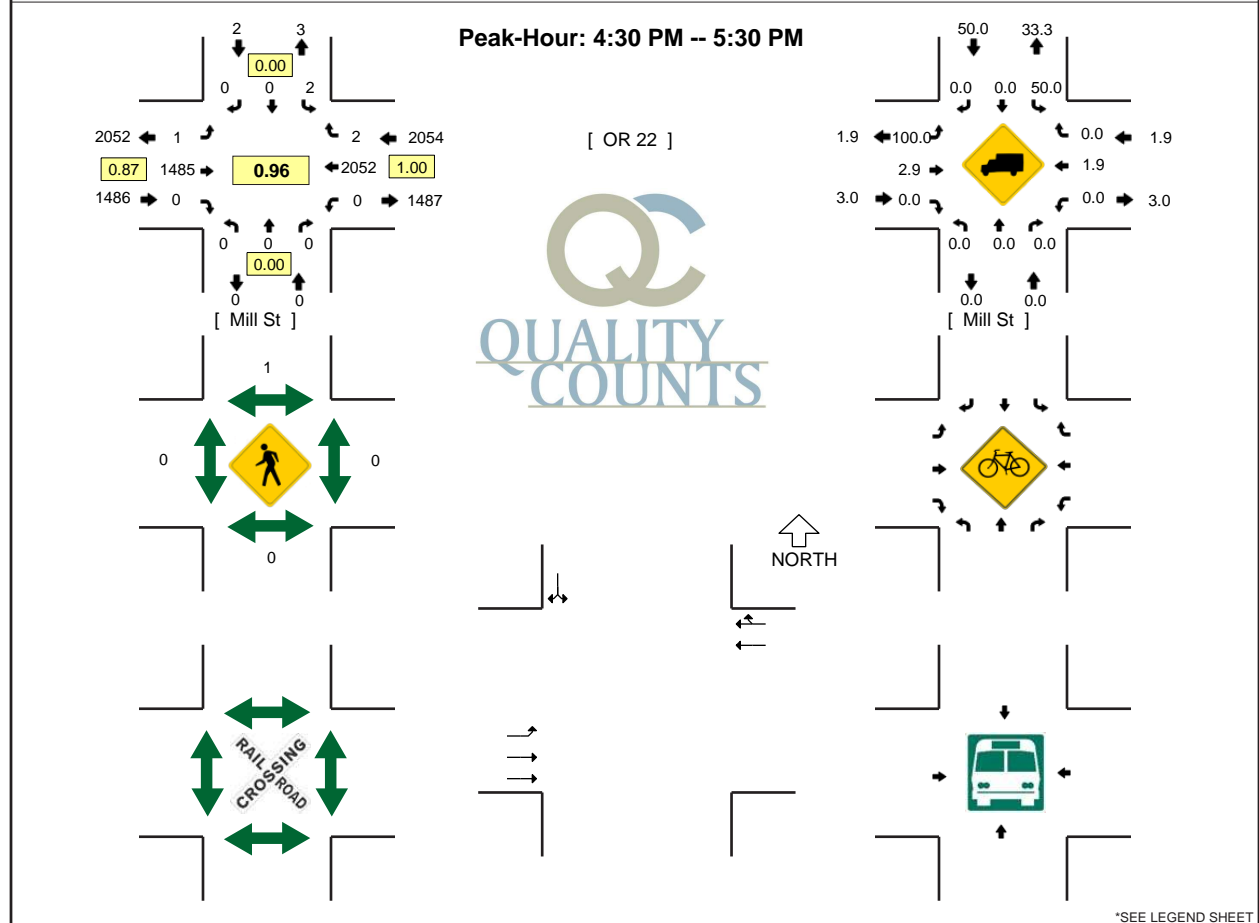 Peak-Hour: 4:30 PM -- 5:30 PM
2 3
0.00
0 0 2
2052 1 2 2054
0.87 1485 0.96 2052 1.00
1486 0 0 1487
0 0 0
0.00
0 0
[ Mill St ]
[ OR 22 ]
QC
QUALITY
COUNTS
50.0 33.3
0.0 0.0 50.0
1.9 100.0 0.0 1.9
2.9 1.9
3.0 0.0 0.0 3.0
0.0 0.0 0.0
0.0 0.0
[ Mill St ]
1
0 0
0
NORTH
RAIL CROSSING
ROAD
*SEE LEGEND SHEET